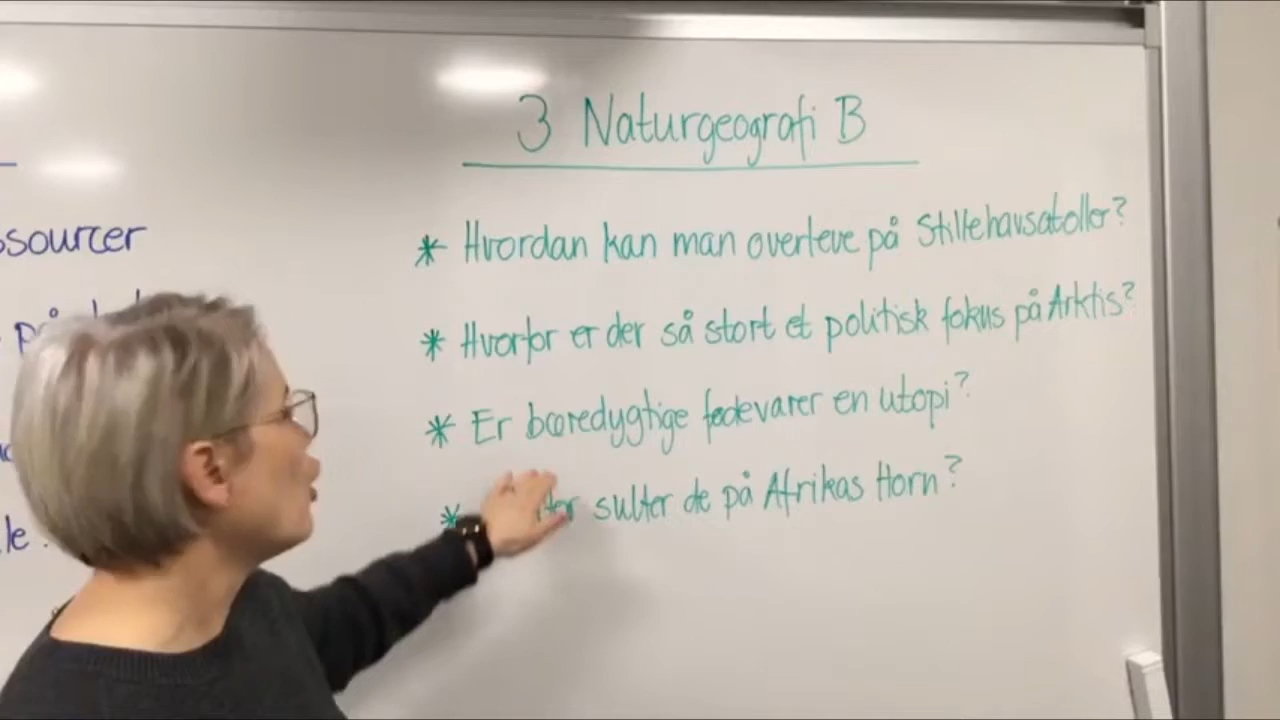 3 Naturgeografi B
ssourcer
på
* Hvordan kan man overleve på Stillehavsatoller?
* Hvorfor er der så stort et politisk fokus på Arktis?
* Er bæredygtige fødevarer en utopi?
* sulter de på Afrikas Horn?